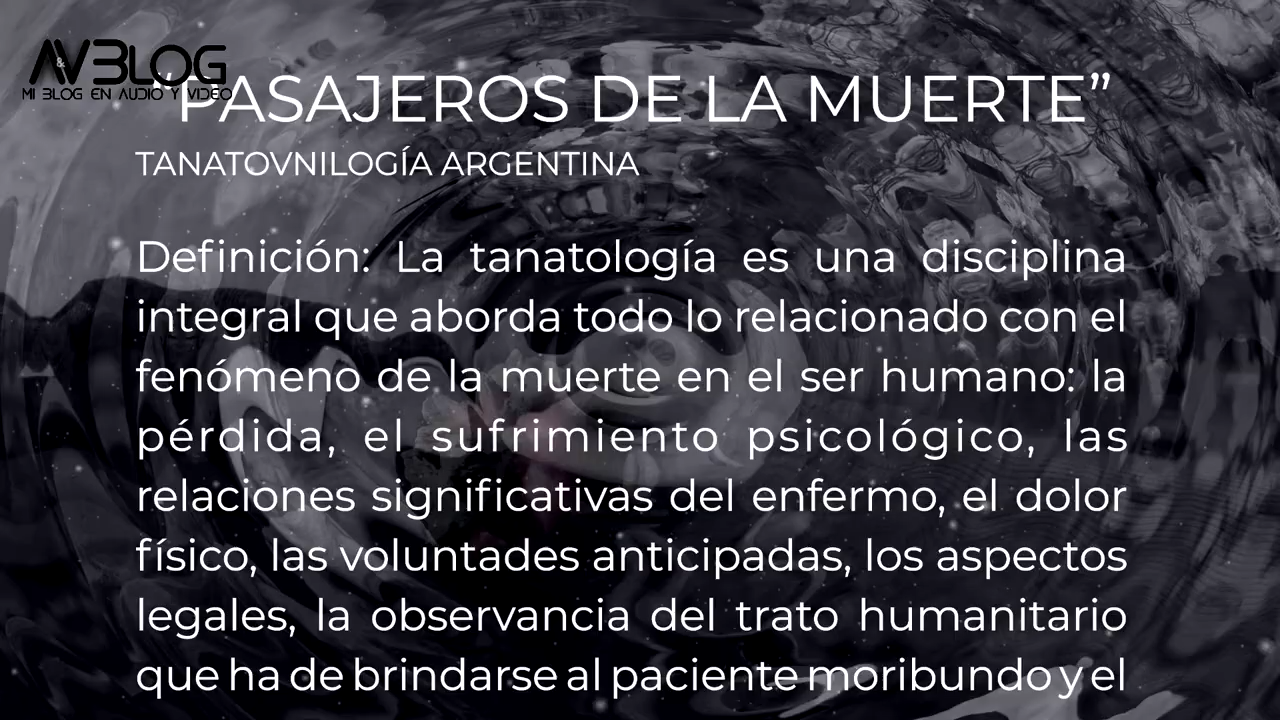 AV&BLOG
MI BLOG EN AUDIO Y VIDEO
“PASAJEROS DE LA MUERTE”
TANATOVNILOGÍA ARGENTINA
Definición: La tanatología es una disciplina
integral que aborda todo lo relacionado con el
fenómeno de la muerte en el ser humano: la
pérdida, el sufrimiento psicológico, las
relaciones significativas del enfermo, el dolor
físico, las voluntades anticipadas, los aspectos
legales, la observancia del trato humanitario
que ha de brindarse al paciente moribundo y el